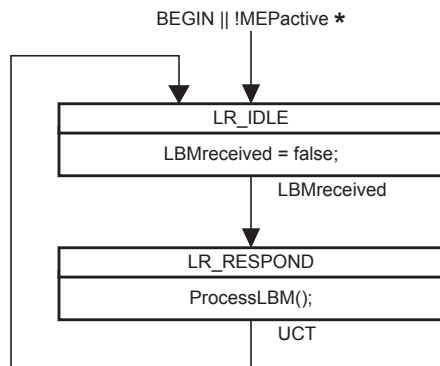 BEGIN || !MEPactive *
LR_IDLE
LBMreceived = false;
LBMreceived
LR_RESPOND
ProcessLBM();
UCT